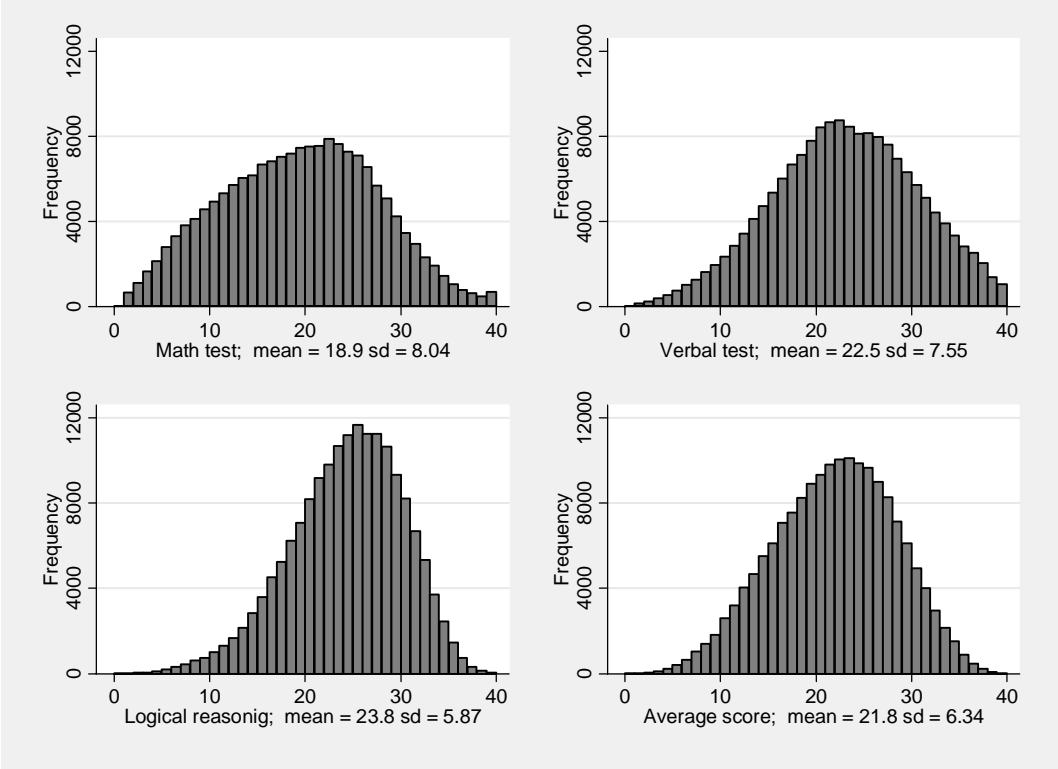 12000
8000
4000
0
Frequency
0 10 20 30 40
Math test;  mean = 18.9 sd = 8.04
12000
8000
4000
0
Frequency
0 10 20 30 40
Verbal test;  mean = 22.5 sd = 7.55
12000
8000
4000
0
Frequency
0 10 20 30 40
Logical reasonig;  mean = 23.8 sd = 5.87
12000
8000
4000
0
Frequency
0 10 20 30 40
Average score;  mean = 21.8 sd = 6.34